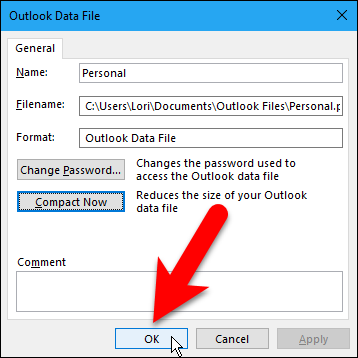 Outlook Data File
General
Name: Personal
Filename: C:\Users\Lori\Documents\Outlook Files\Personal.p
Format: Outlook Data File
Change Password... Changes the password used to
access the Outlook data file
Compact Now Reduces the size of your Outlook
data file
Comment
OK Cancel Apply